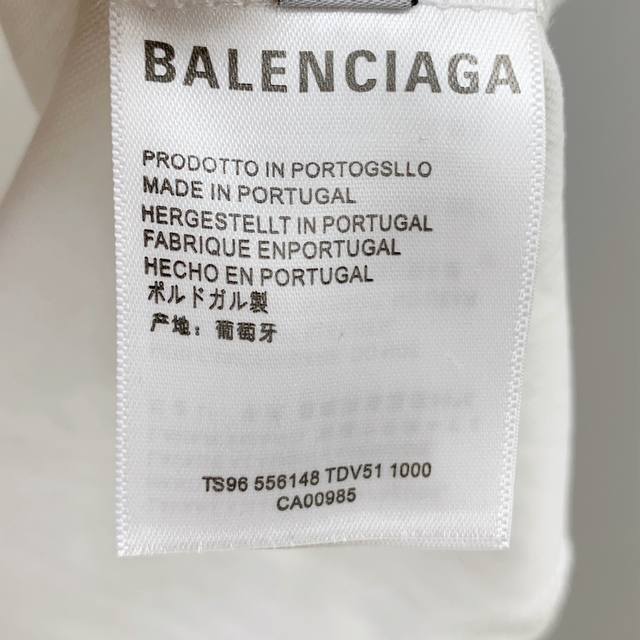 BALENCIAGA
PRODOTTO IN PORTOGSLLO
MADE IN PORTUGAL
HERGESTELLT IN PORTUGAL
FABRIQUE ENPORTUGAL
HECHO EN PORTUGAL
ポルドガル製
产地: 葡萄牙
TS96 556148 TDV51 1000
CA00985